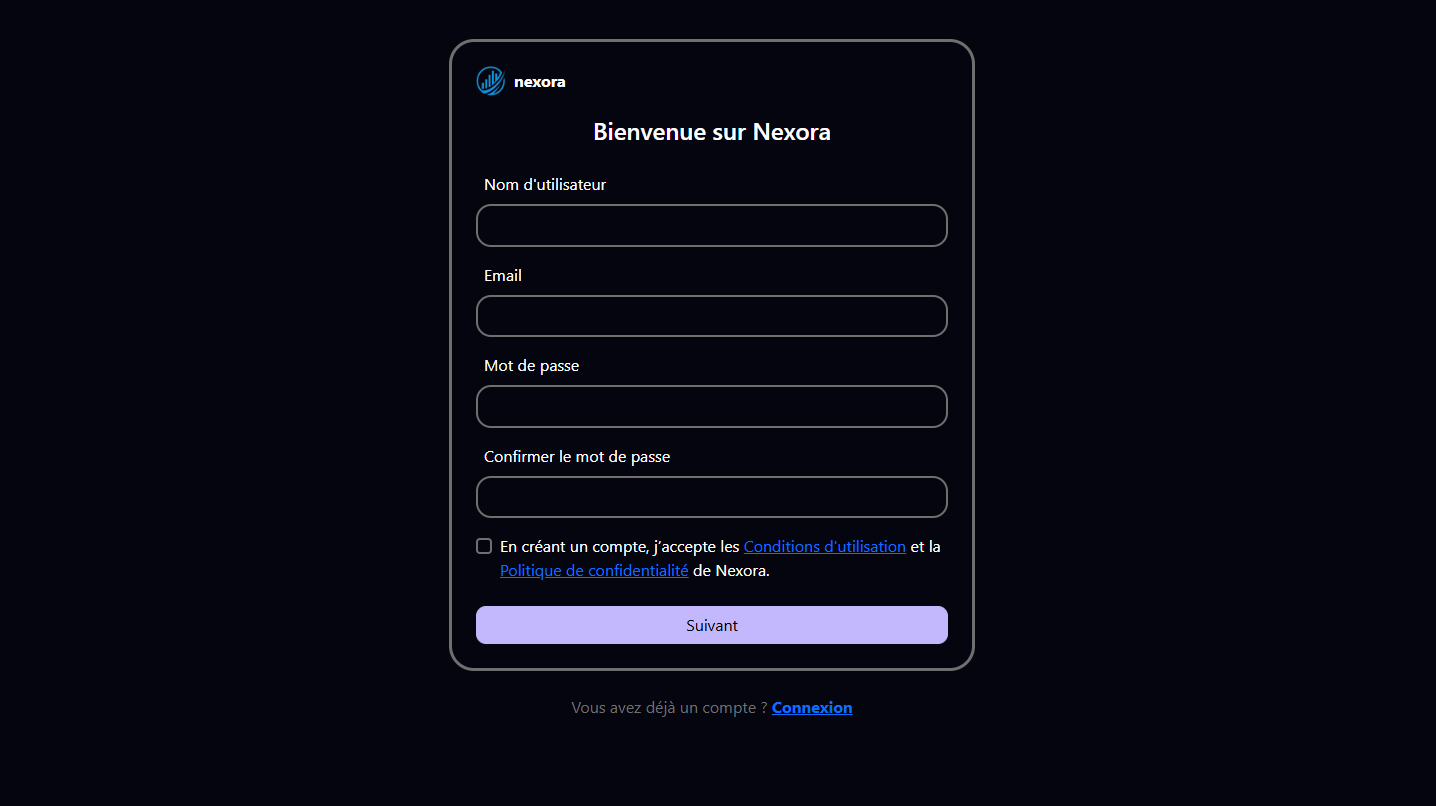 nexora
Bienvenue sur Nexora
Nom d'utilisateur
Email
Mot de passe
Confirmer le mot de passe
En créant un compte, j’accepte les Conditions d'utilisation et la
Politique de confidentialité de Nexora.
Suivant
Vous avez déjà un compte ? Connexion